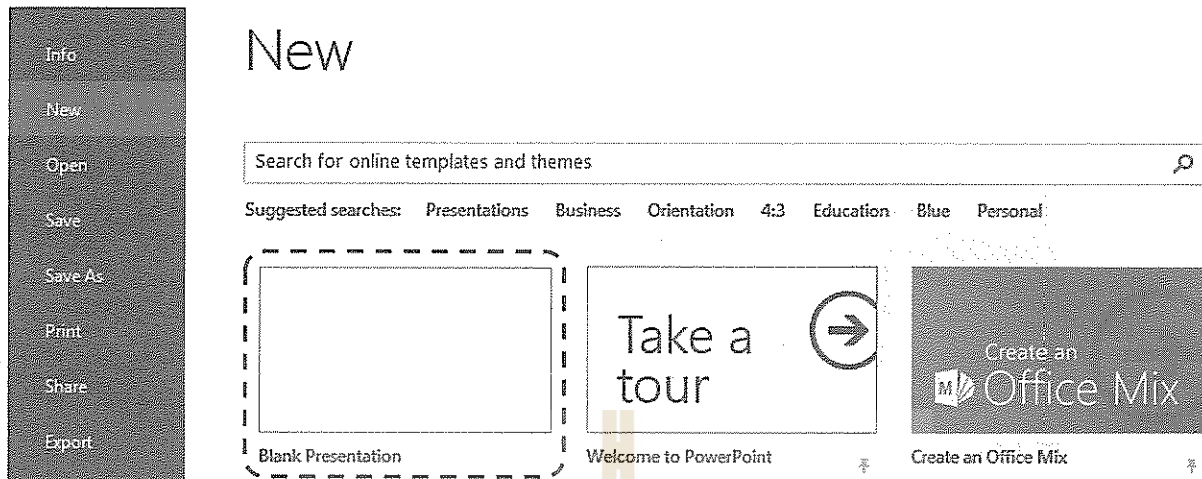 Info
New
Open
Save
Save As
Print
Share
Export
New
Search for online templates and themes
Suggested searches: Presentations Business Orientation 4:3 Education Blue Personal
Blank Presentation
Take a
tour
Welcome to PowerPoint
Create an
M Office Mix
Create an Office Mix